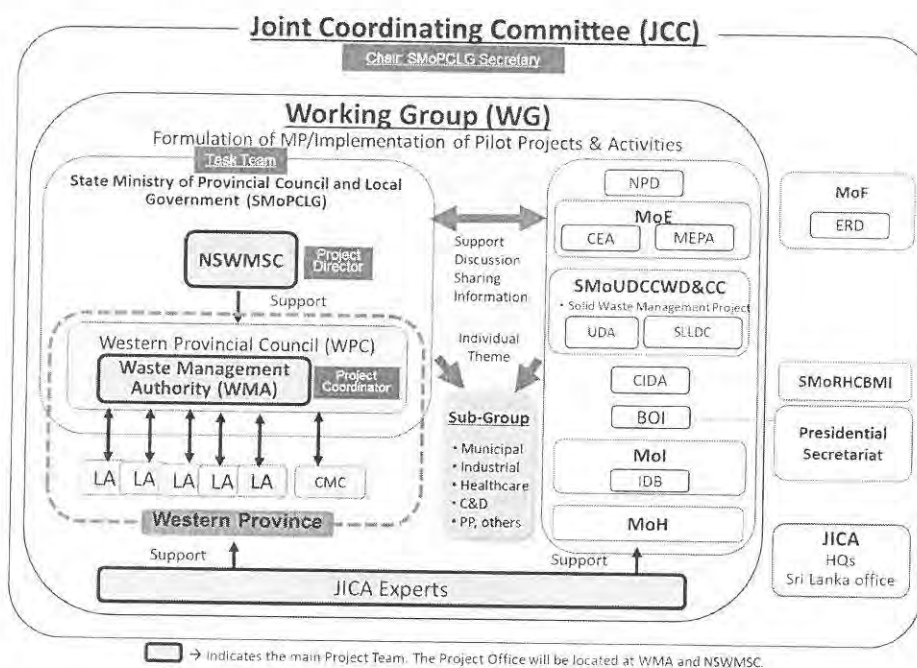 Joint Coordinating Committee (JCC)
Chair: SMoPCLG Secretary
Working Group (WG)
Formulation of MP/Implementation of Pilot Projects & Activities
Task Team
State Ministry of Provincial Council and Local
Government (SMoPCLG)
NSWMSC
Project
Director
Support
Western Provincial Council (WPC)
Waste Management
Authority (WMA)
Project
Coordinator
LA
LA
LA
LA
LA
CMC
Western Province
Support
Support
Discussion
Sharing
Information
Individual
Theme
Sub-Group
• Municipal
• Industrial
• Healthcare
• C&D
• PP, others
NPD
MoE
CEA
MEPA
SMoUDCCWD&CC
• Solid Waste Management Project
UDA
SLLDC
CIDA
BOI
MoI
IDB
MoH
Support
JICA Experts
MoF
ERD
SMoRHCBMI
Presidential
Secretariat
JICA
HQs
Sri Lanka office
→ Indicates the main Project Team. The Project Office will be located at WMA and NSWMSC.